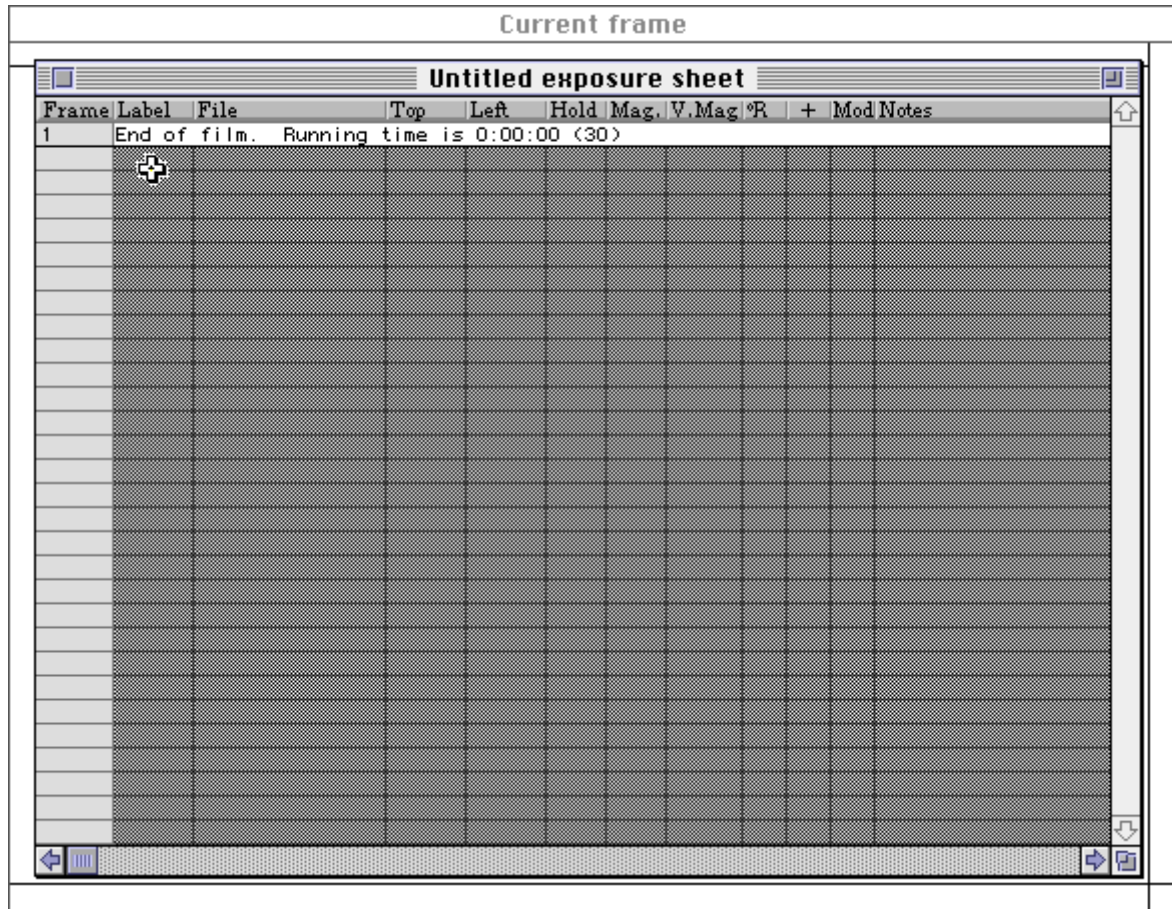 Current frame
Untitled exposure sheet
Frame Label File Top Left Hold Mag. V.Mag °R + Mod Notes
1 End of film. Running time is 0:00:00 (30)